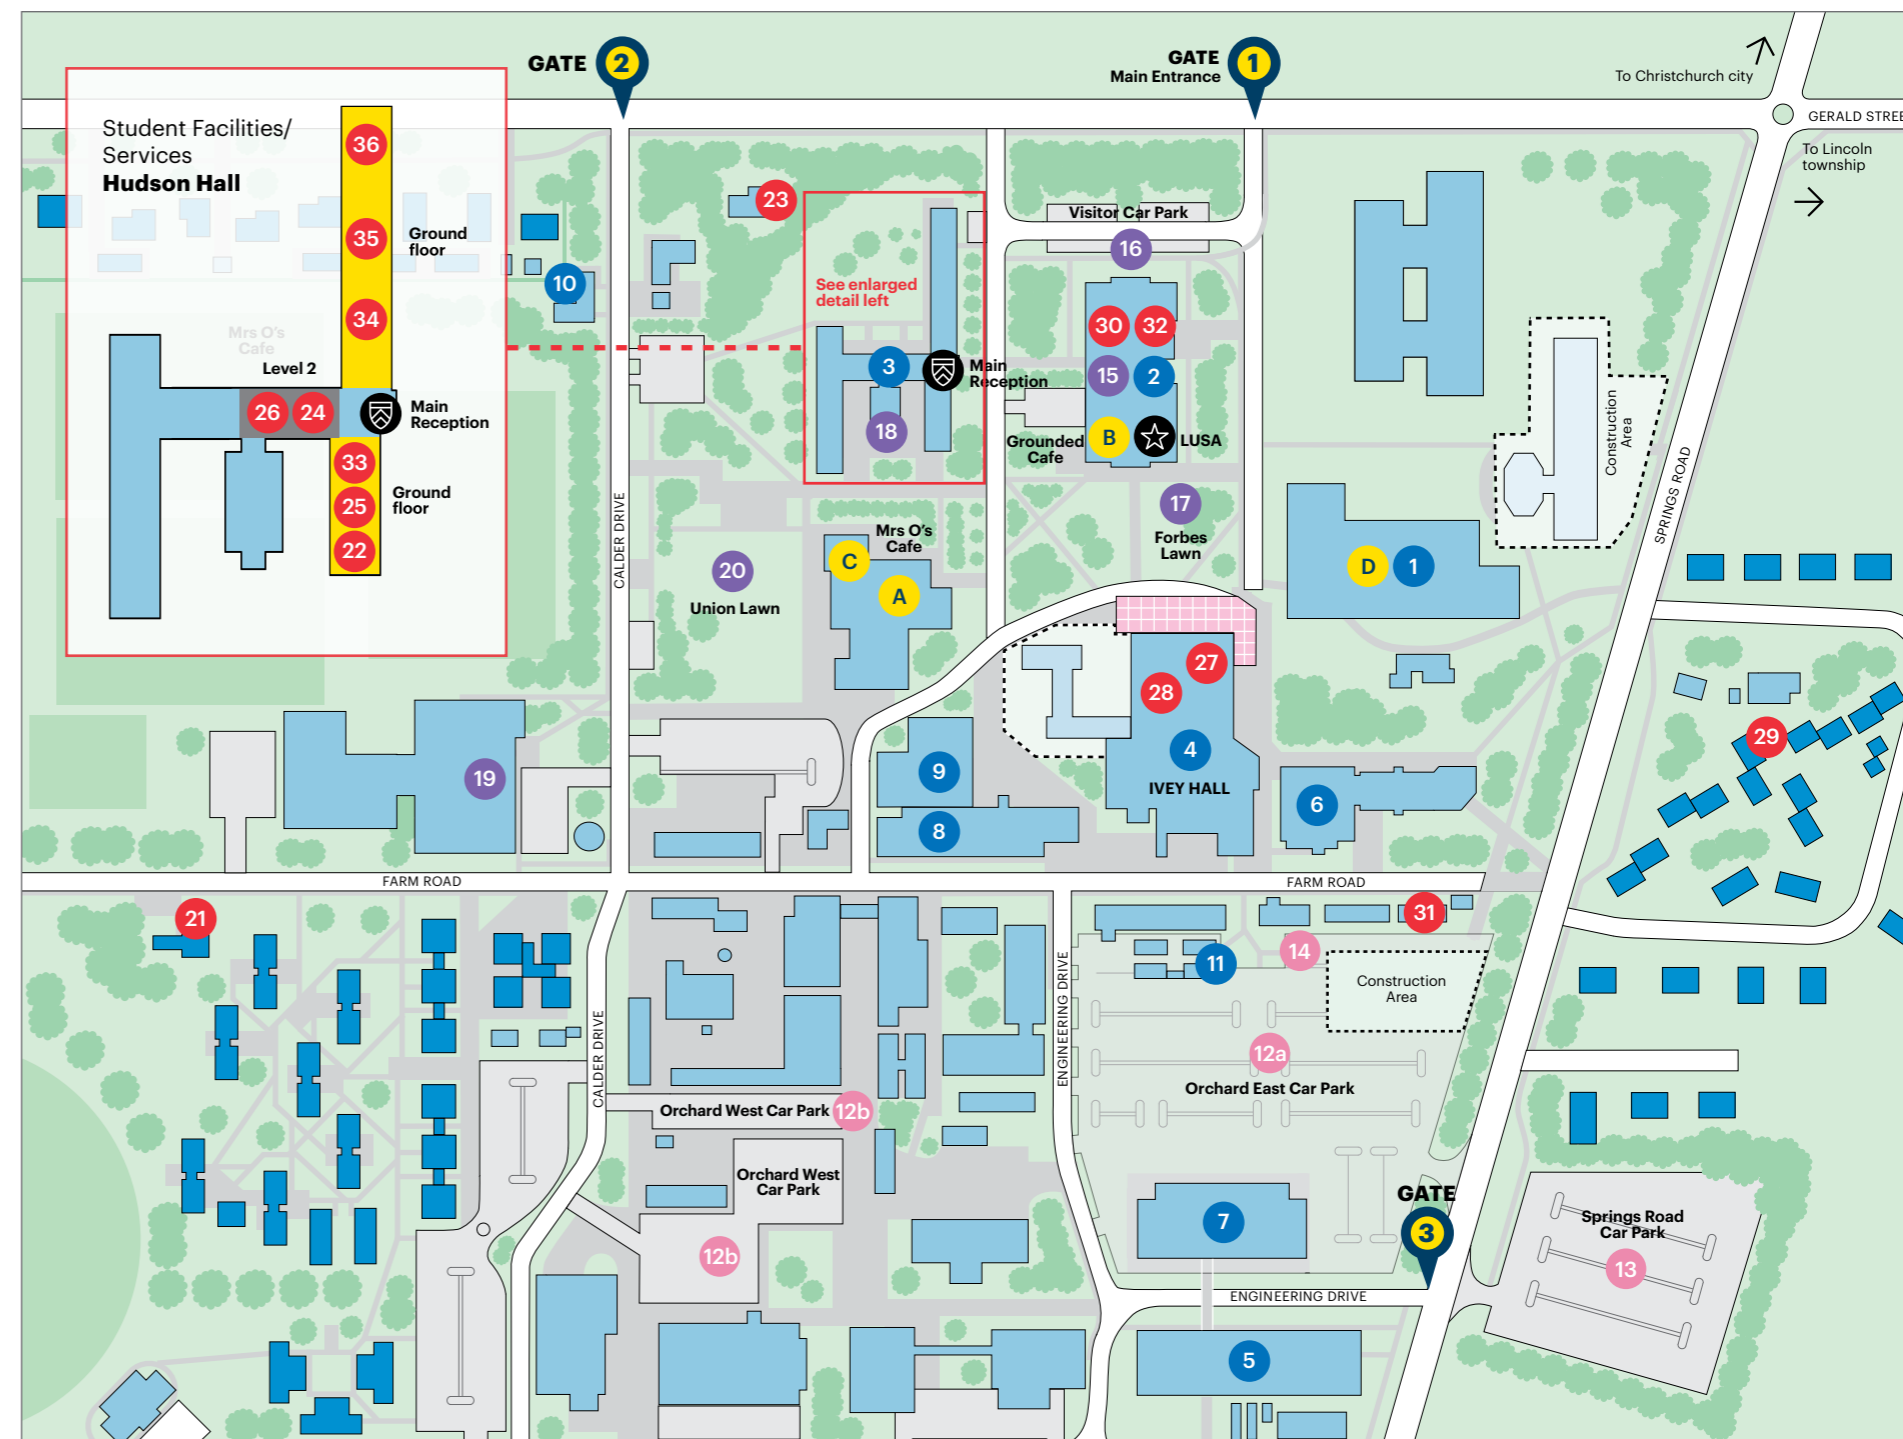 GATE 2
GATE 1
Main Entrance
To Christchurch city
GERALD STREE
To Lincoln
township
Student Facilities/
Services
Hudson Hall
36
35
Ground
floor
34
Mrs O's
Cafe
Level 2
26 24
Main
Reception
33
25
Ground
floor
22
10
23
See enlarged
detail left
3
Main
Reception
18
Visitor Car Park
16
30 32
15 2
B
LUSA
Grounded
Cafe
17
Forbes
Lawn
Construction
Area
SPRINGS ROAD
CALDER DRIVE
Mrs O's
Cafe
C
A
20
Union Lawn
D 1
27
28
4
IVEY HALL
29
19
9
8
6
FARM ROAD
FARM ROAD
21
31
14
11
Construction
Area
ENGINEERING DRIVE
CALDER DRIVE
12a
Orchard East Car Park
Orchard West Car Park 12b
Orchard West
Car Park
12b
7
GATE
3
Springs Road
Car Park
13
ENGINEERING DRIVE
5